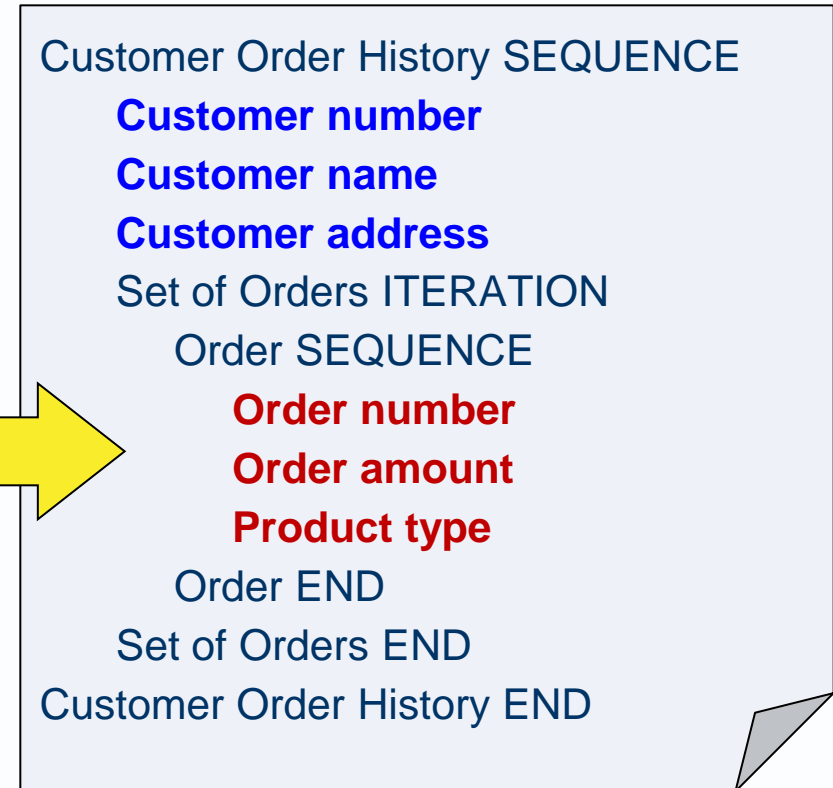 Customer Order History SEQUENCE
Customer number
Customer name
Customer address
Set of Orders ITERATION
Order SEQUENCE
Order number
Order amount
Product type
Order END
Set of Orders END
Customer Order History END